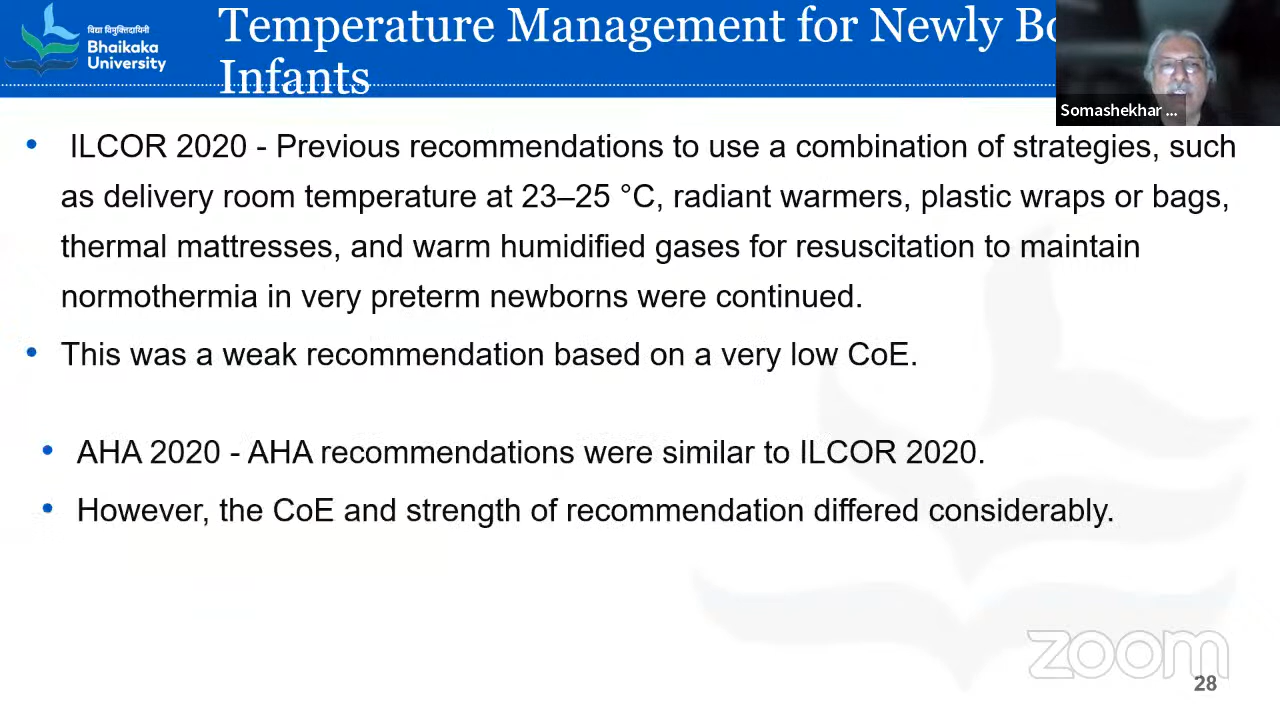 Temperature Management for Newly Bo
Infants
विद्या विमुक्तिदायिनी
Bhaikaka
University
Somashekhar ...
• ILCOR 2020 - Previous recommendations to use a combination of strategies, such
as delivery room temperature at 23–25 °C, radiant warmers, plastic wraps or bags,
thermal mattresses, and warm humidified gases for resuscitation to maintain
normothermia in very preterm newborns were continued.
• This was a weak recommendation based on a very low CoE.
• AHA 2020 - AHA recommendations were similar to ILCOR 2020.
• However, the CoE and strength of recommendation differed considerably.
zoom
28